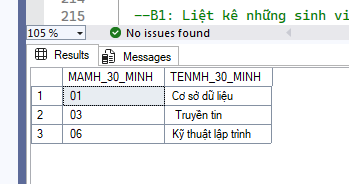 214
215 --B1: Liệt kê những sinh vi
105 % No issues found
Results Messages
MAMH_30_MINH TENMH_30_MINH
1 01 Cơ sở dữ liệu
2 03 Truyền tin
3 06 Kỹ thuật lập trình